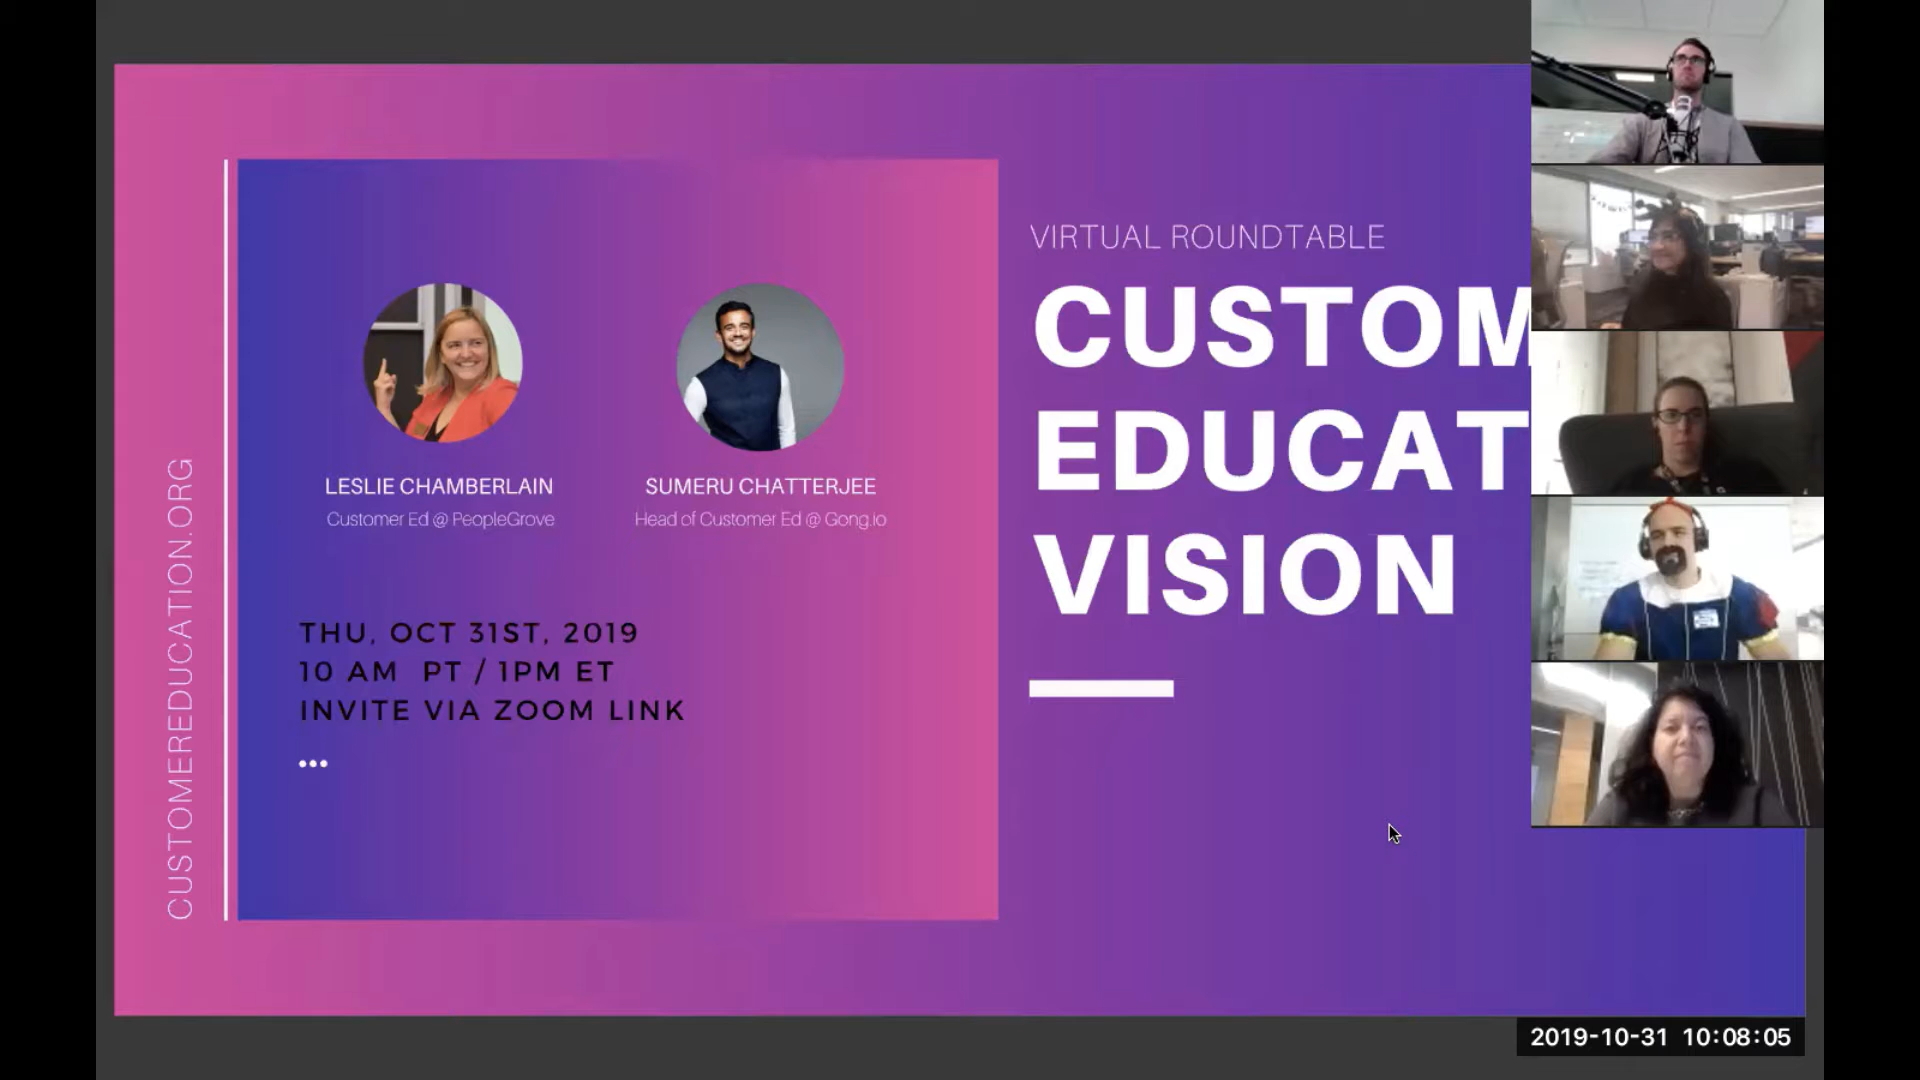 CUSTOMEREDUCATION.ORG
LESLIE CHAMBERLAIN
Customer Ed @ PeopleGrove
SUMERU CHATTERJEE
Head of Customer Ed @ Gong.io
THU, OCT 31ST, 2019
10 AM PT / 1PM ET
INVITE VIA ZOOM LINK
VIRTUAL ROUNDTABLE
CUSTOM
EDUCAT
VISION
2019-10-31 10:08:05